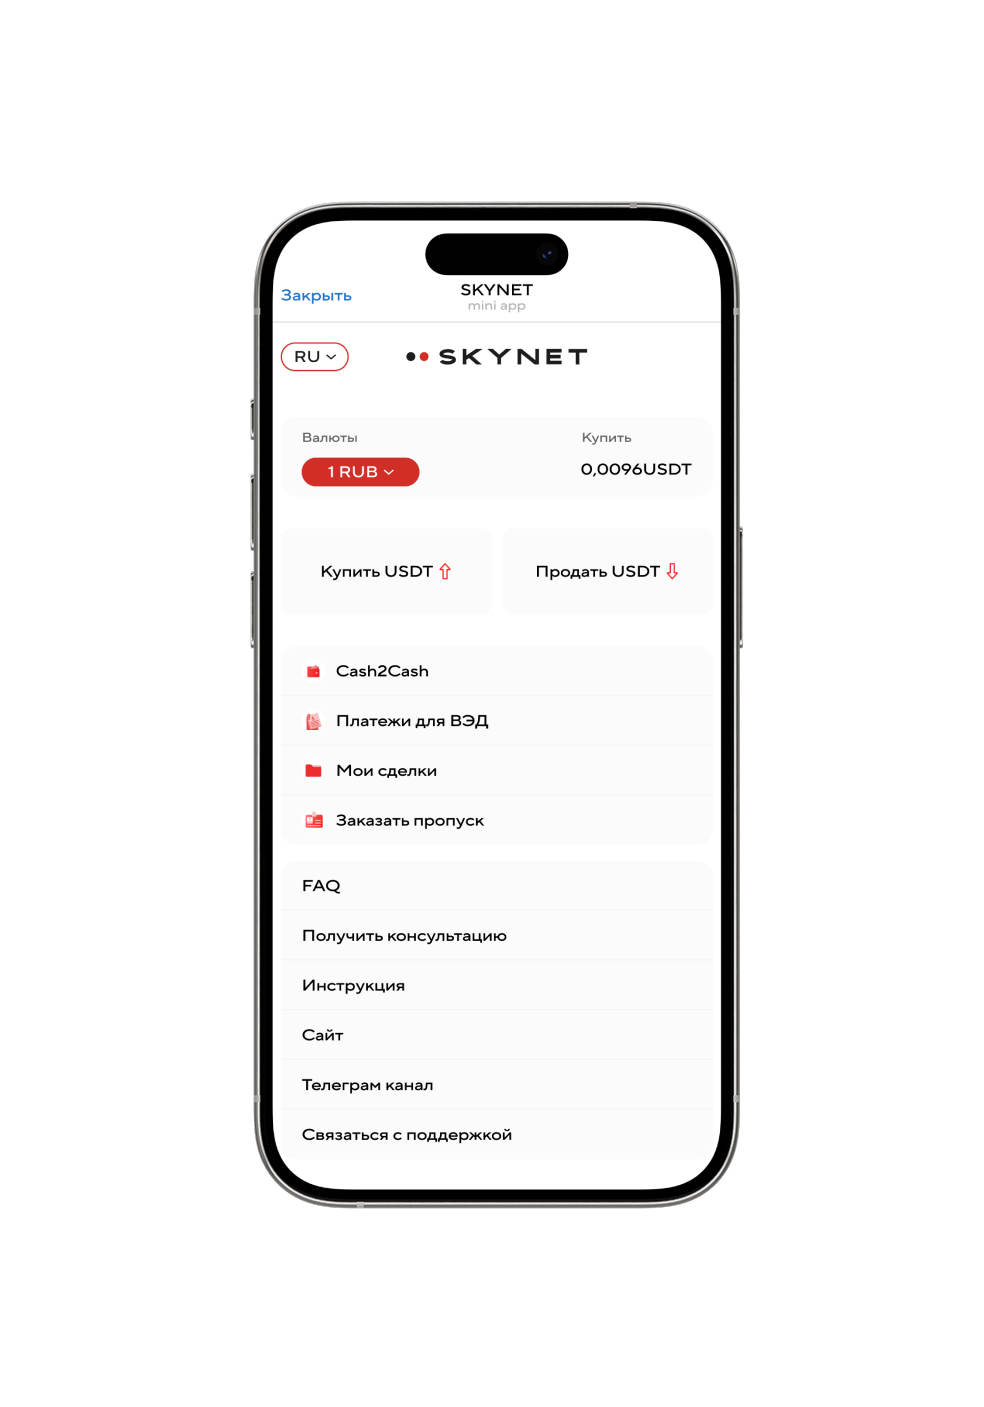 Закрыть
SKYNET
mini app
RU
SKYNET
Валюты
Купить
1 RUB
0,0096USDT
Купить USDT
Продать USDT
Cash2Cash
Платежи для ВЭД
Мои сделки
Заказать пропуск
FAQ
Получить консультацию
Инструкция
Сайт
Телеграм канал
Связаться с поддержкой